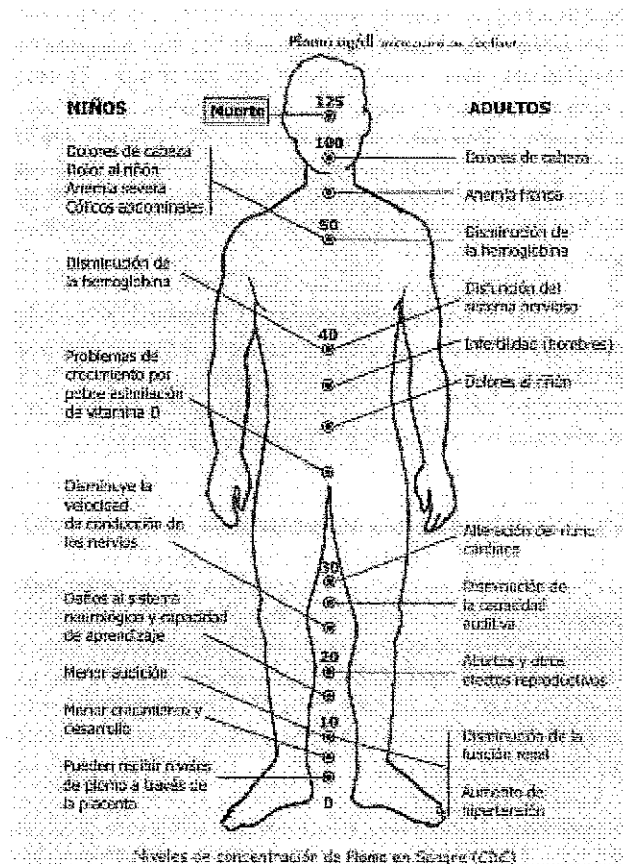 Plomo ug/dl
NIÑOS
Muerte
125
ADULTOS
100
Dolores de cabeza
Dolor al riñón
Anemia severa
Cólicos abdominales
Dolores de cabeza
Anemia franca
50
Disminución de
la hemoglobina
Disminución de
la hemoglobina
Disfunción del
sistema nervioso
40
Infertilidad (hombres)
Problemas de
crecimiento por
pobre asimilación
de vitamina D
Dolores al riñón
Disminuye la
velocidad
de conducción de
los nervios
Alteración del ritmo
cardiaco
30
Disminución de
la capacidad
auditiva
Daños al sistema
neurológico y capacidad
de aprendizaje
20
Abortos y otros
efectos reproductivos
Menor audición
10
Menor crecimiento y
desarrollo
Disminución de la
función renal
Pueden recibir niveles
de plomo a través de
la placenta
Aumento de
hipertensión
0
Niveles de concentración de Plomo en Sangre (CDC)